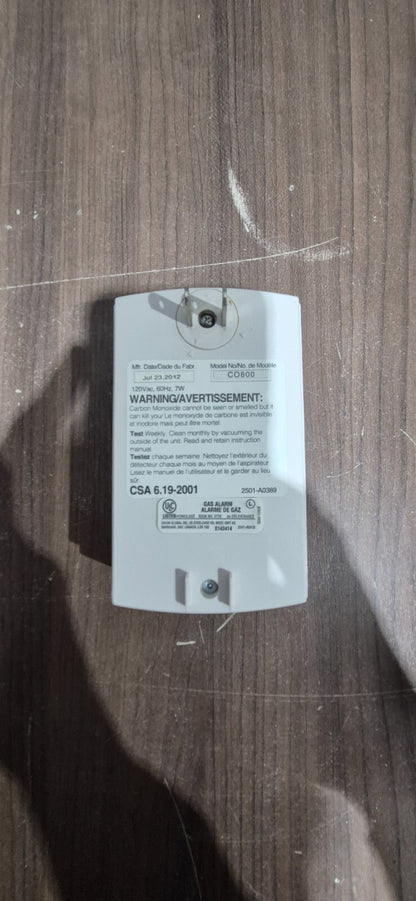 Mfr. Date/Dade du Fabr Model No/No. de Modèle
Jul 23,2012 CO800
120Vac, 60Hz, 7W
WARNING/AVERTISSEMENT:
Carbon Monoxide cannot be seen or smelled but it
can kill you/ Le monoxyde de carbone est invisible
et inodore mais peut être mortel.
Test Weekly. Clean monthly by vacuuming the
outside of the unit. Read and retain instruction
manual.
Testez chaque semaine. Nettoyez l'extérieur du
détecteur chaque mois au moyen de l'aspirateur.
Lisez le manuel de l'utilisateur et le garder au lieu
sûr
CSA 6.19-2001 2501-A0389
UL
LISTED
GAS ALARM
ALARME DE GAZ
L